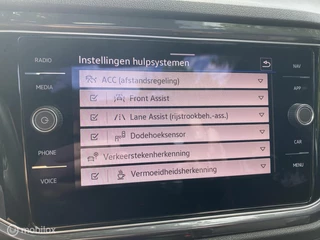 Instellingen hulpsystemen
RADIO
MEDIA
PHONE
VOICE
ACC (afstandsregeling)
Front Assist
Lane Assist (rijstrookbeh.-ass.)
Dodehoeksensor
Verkeerstekenherkenning
Vermoeidheidsherkenning
NAV
APP
CAR
MENU
mobilox